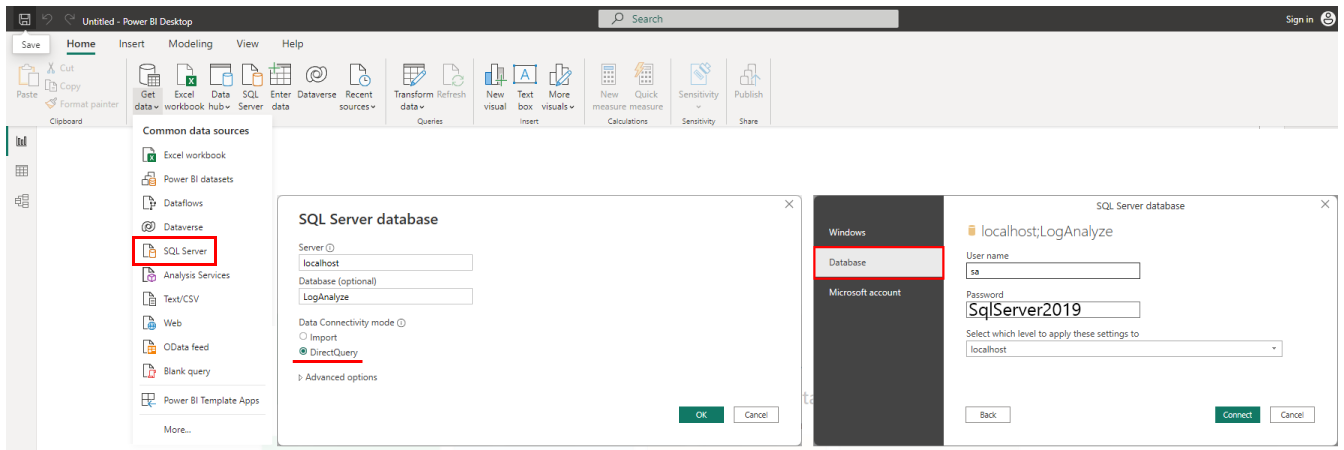 Untitled - Power BI Desktop
Search
Sign in
Save
Home Insert Modeling View Help
Paste
Cut
Copy
Format painter
Clipboard
Get data
Excel workbook
Data hub
SQL Server
Enter data
Dataverse
Recent sources
Transform data
Refresh
Queries
New visual
Text box
More visuals
Insert
New measure
Quick measure
Calculations
Sensitivity
Sensitivity
Publish
Share
Common data sources
Excel workbook
Power BI datasets
Dataflows
Dataverse
SQL Server
Analysis Services
Text/CSV
Web
OData feed
Blank query
Power BI Template Apps
More...
SQL Server database
Server
localhost
Database (optional)
LogAnalyze
Data Connectivity mode
Import
DirectQuery
Advanced options
OK Cancel
SQL Server database
Windows
Database
Microsoft account
localhost;LogAnalyze
User name
sa
Password
SqlServer2019
Select which level to apply these settings to
localhost
Back
Connect Cancel